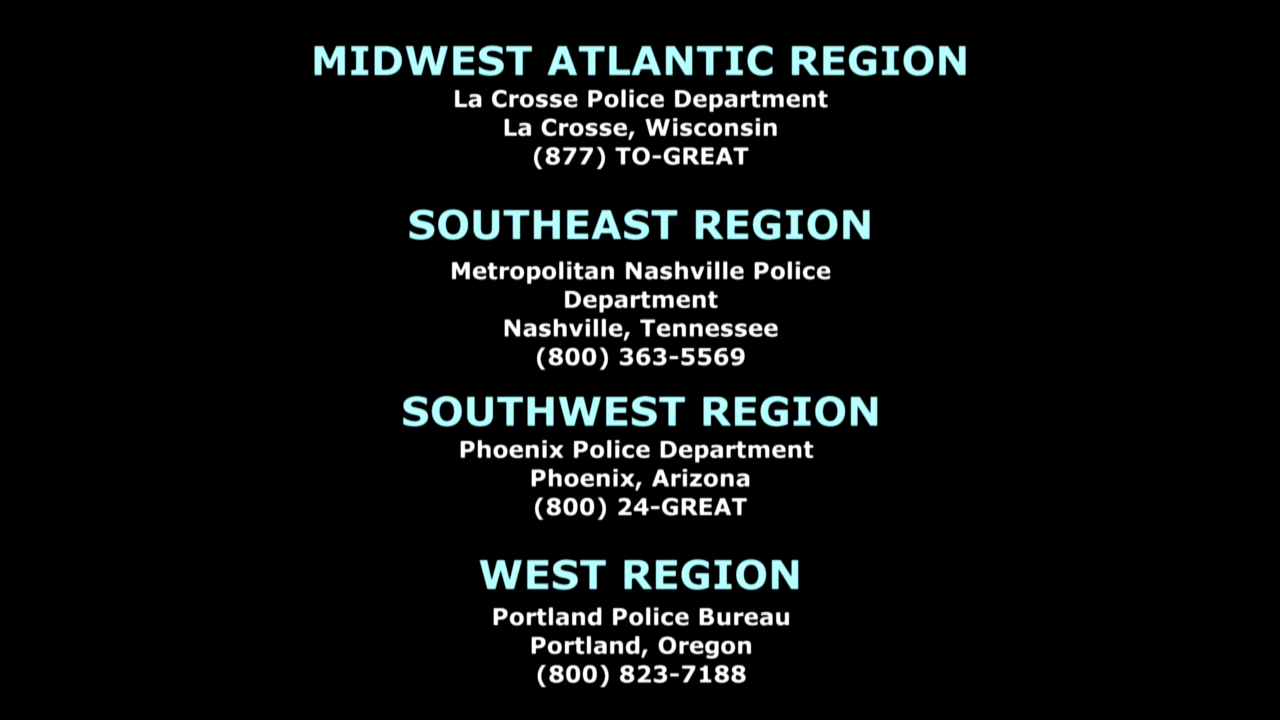 MIDWEST ATLANTIC REGION
La Crosse Police Department
La Crosse, Wisconsin
(877) TO-GREAT
SOUTHEAST REGION
Metropolitan Nashville Police
Department
Nashville, Tennessee
(800) 363-5569
SOUTHWEST REGION
Phoenix Police Department
Phoenix, Arizona
(800) 24-GREAT
WEST REGION
Portland Police Bureau
Portland, Oregon
(800) 823-7188